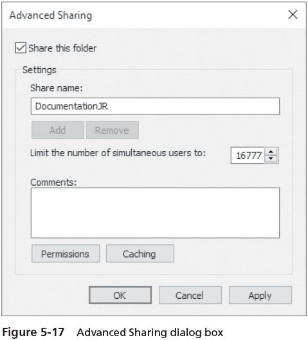 Advanced Sharing
Share this folder
Settings
Share name:
DocumentationJR
Add Remove
Limit the number of simultaneous users to: 16777
Comments:
Permissions Caching
OK Cancel Apply
Figure 5-17 Advanced Sharing dialog box